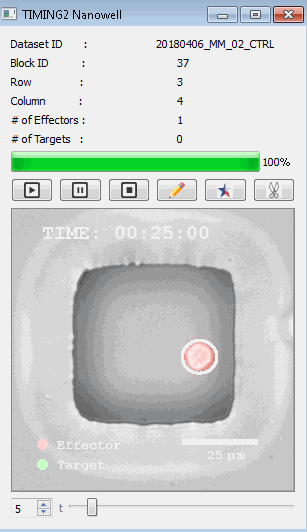 TIMING2 Nanowell
Dataset ID : 20180406_MM_02_CTRL
Block ID : 37
Row : 3
Column : 4
# of Effectors : 1
# of Targets : 0
100%
TIME: 00:25:00
Effector
25 µm
Target
5 t